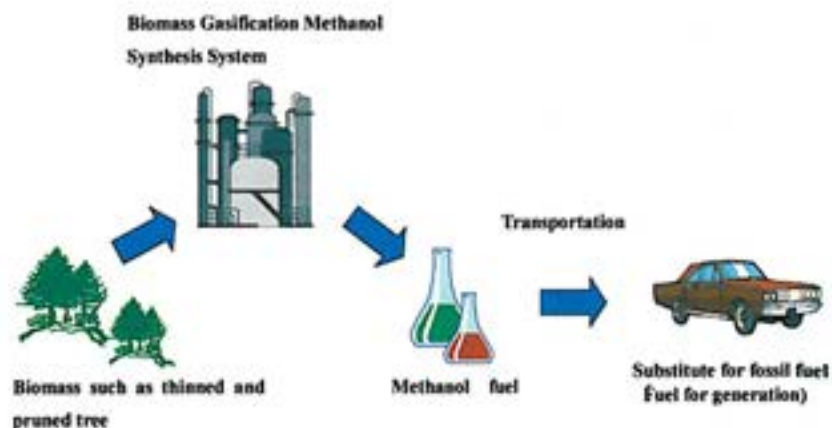 Biomass Gasification Methanol
Synthesis System
Transportation
Biomass such as thinned and
pruned tree
Methanol fuel
Substitute for fossil fuel
Fuel for generation)